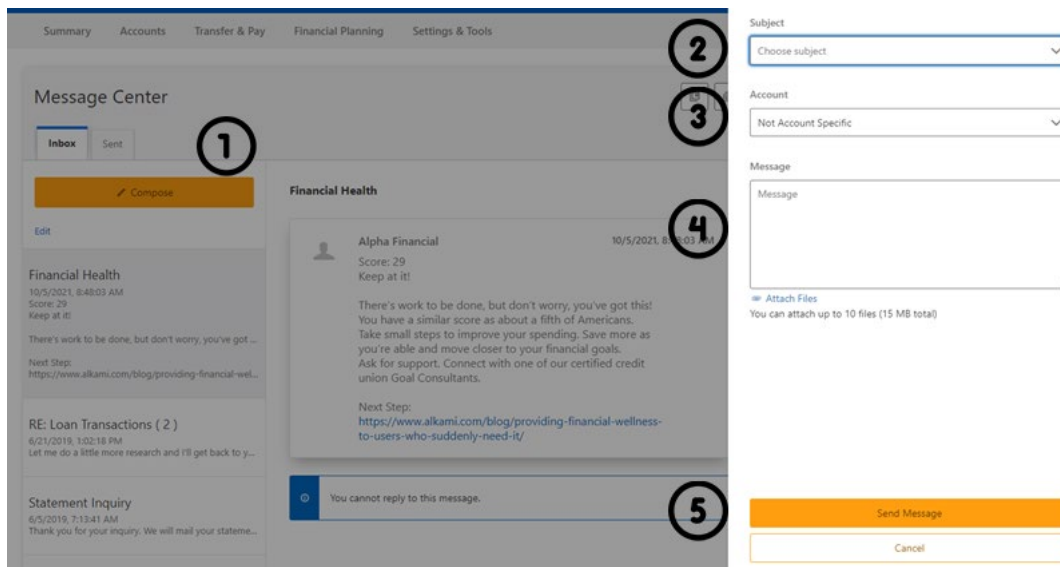 Summary Accounts Transfer & Pay Financial Planning Settings & Tools
Message Center
Inbox Sent
1
Compose
Edit
Financial Health
10/5/2021, 8:48:03 AM
Score: 29
Keep at it!
There's work to be done, but don't worry, you've got ...
Next Step:
https://www.alkami.com/blog/providing-financial-wel...
RE: Loan Transactions ( 2 )
6/21/2019, 1:02:18 PM
Let me do a little more research and I'll get back to y...
Statement Inquiry
6/5/2019, 7:13:41 AM
Thank you for your inquiry. We will mail your stateme...
Financial Health
Alpha Financial
10/5/2021, 8: :03 AM
Score: 29
Keep at it!
There's work to be done, but don't worry, you've got this!
You have a similar score as about a fifth of Americans.
Take small steps to improve your spending. Save more as
you're able and move closer to your financial goals.
Ask for support. Connect with one of our certified credit
union Goal Consultants.
Next Step:
https://www.alkami.com/blog/providing-financial-wellness-
to-users-who-suddenly-need-it/
You cannot reply to this message.
2
Subject
Choose subject
3
Account
Not Account Specific
4
Message
Message
Attach Files
You can attach up to 10 files (15 MB total)
5
Send Message
Cancel